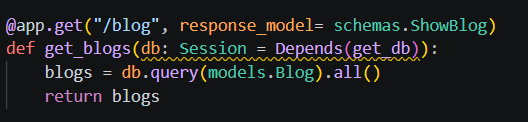 @app.get("/blog", response_model= schemas.ShowBlog)
def get_blogs(db: Session = Depends(get_db)):
    blogs = db.query(models.Blog).all()
    return blogs